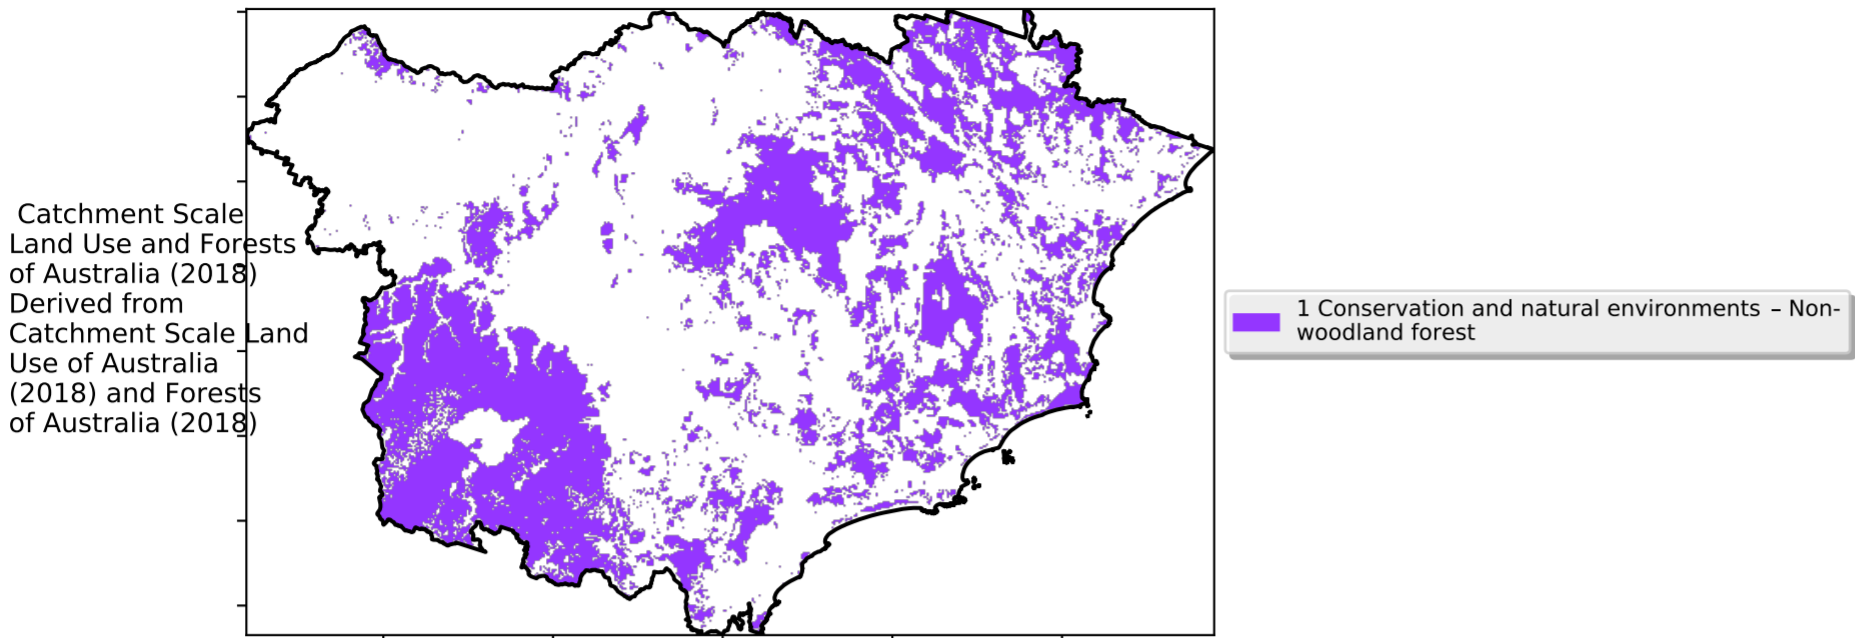 Catchment Scale
Land Use and Forests
of Australia (2018)
Derived from
Catchment Scale Land
Use of Australia
(2018) and Forests
of Australia (2018)
1 Conservation and natural environments – Non-
woodland forest